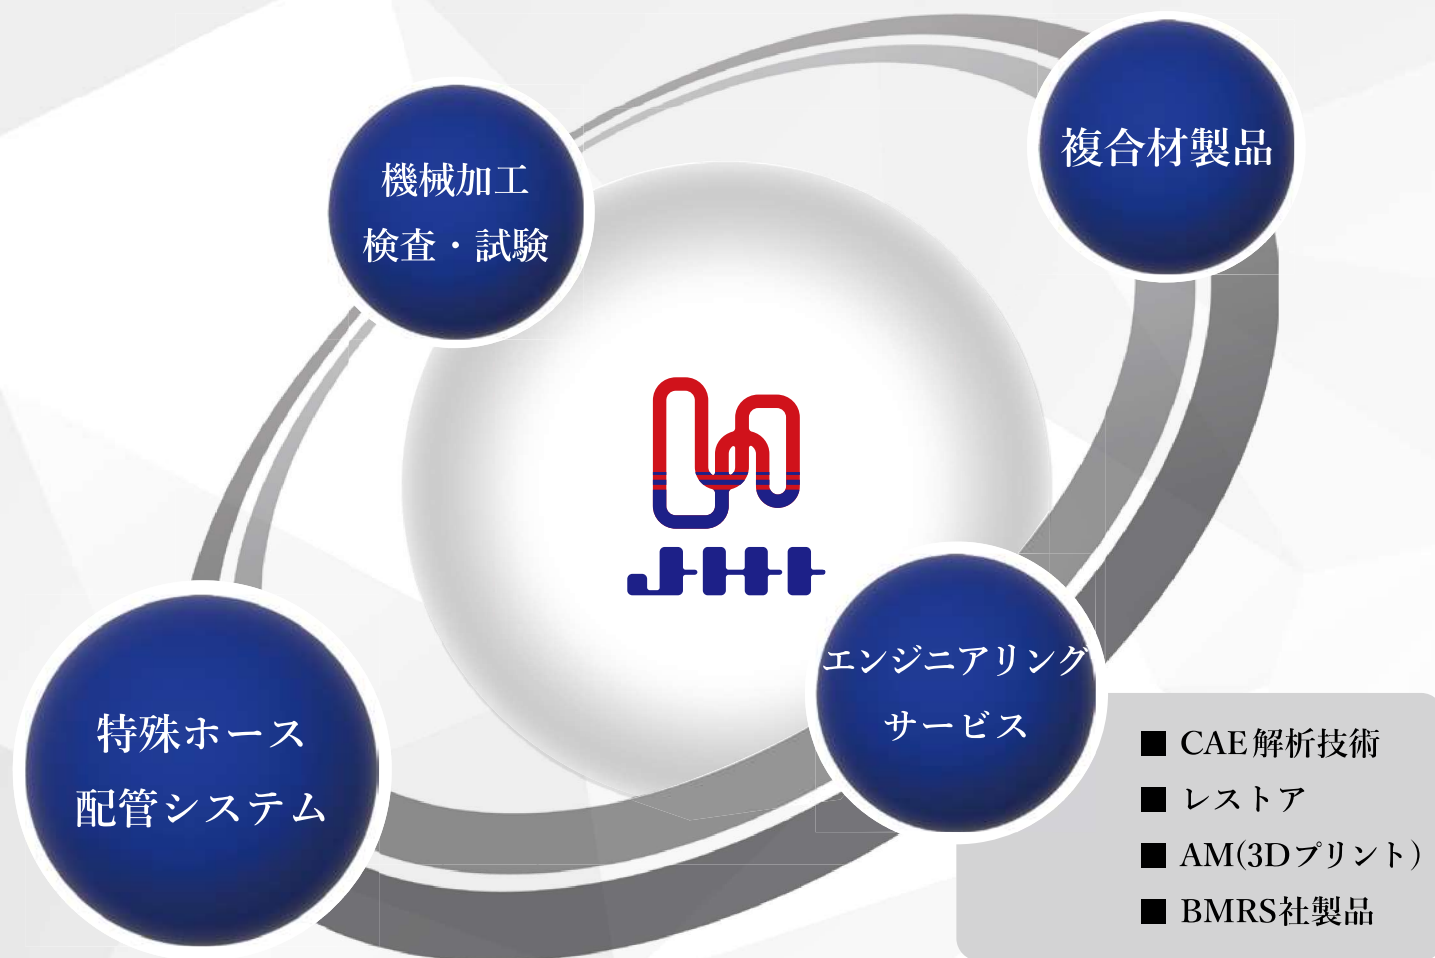 機械加工
検査・試験
複合材製品
JHI
エンジニアリング
サービス
特殊ホース
配管システム
■ CAE解析技術
■ レストア
■ AM(3Dプリント)
■ BMRS社製品